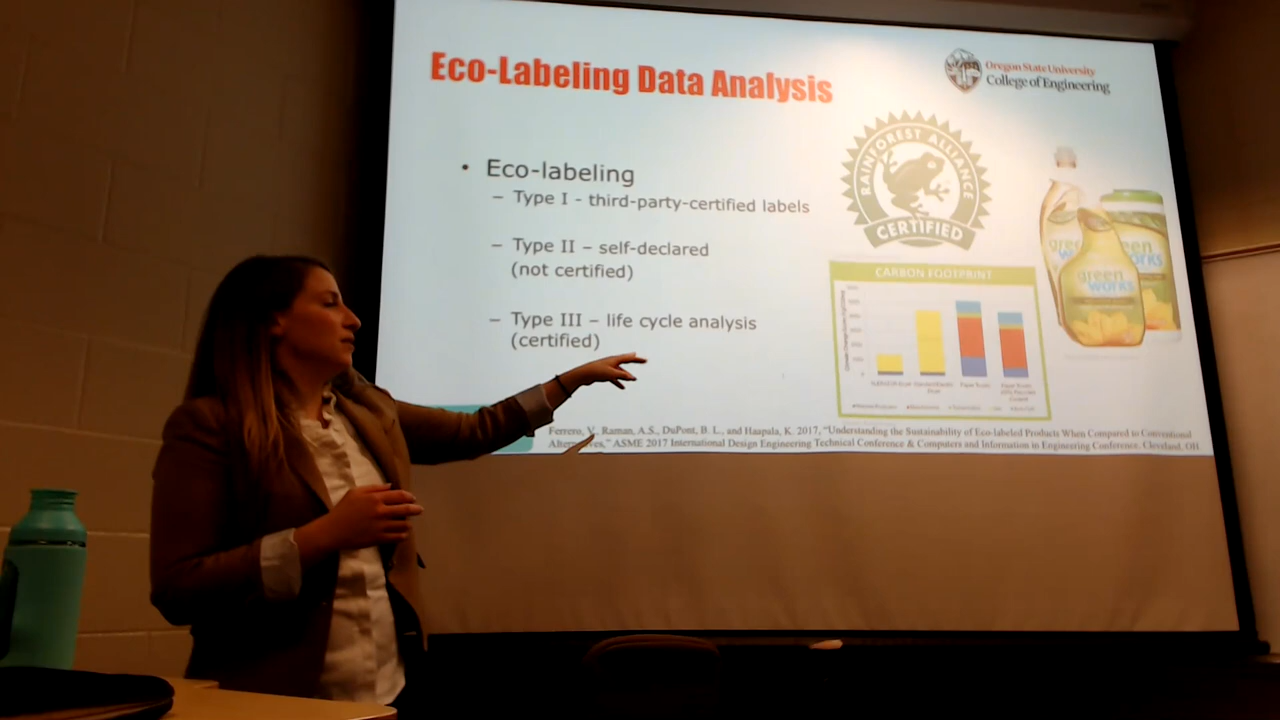 Eco-Labeling Data Analysis
Oregon State University
College of Engineering
• Eco-labeling
– Type I - third-party-certified labels
– Type II – self-declared
(not certified)
– Type III – life cycle analysis
(certified)
RAINFOREST ALLIANCE
CERTIFIED
green
works
CARBON FOOTPRINT
Ferrero, V., Raman, A.S., DuPont, B. L., and Haapala, K. 2017, "Understanding the Sustainability of Eco-labeled Products When Compared to Conventional
Alternatives," ASME 2017 International Design Engineering Technical Conference & Computers and Information in Engineering Conference. Cleveland, OH